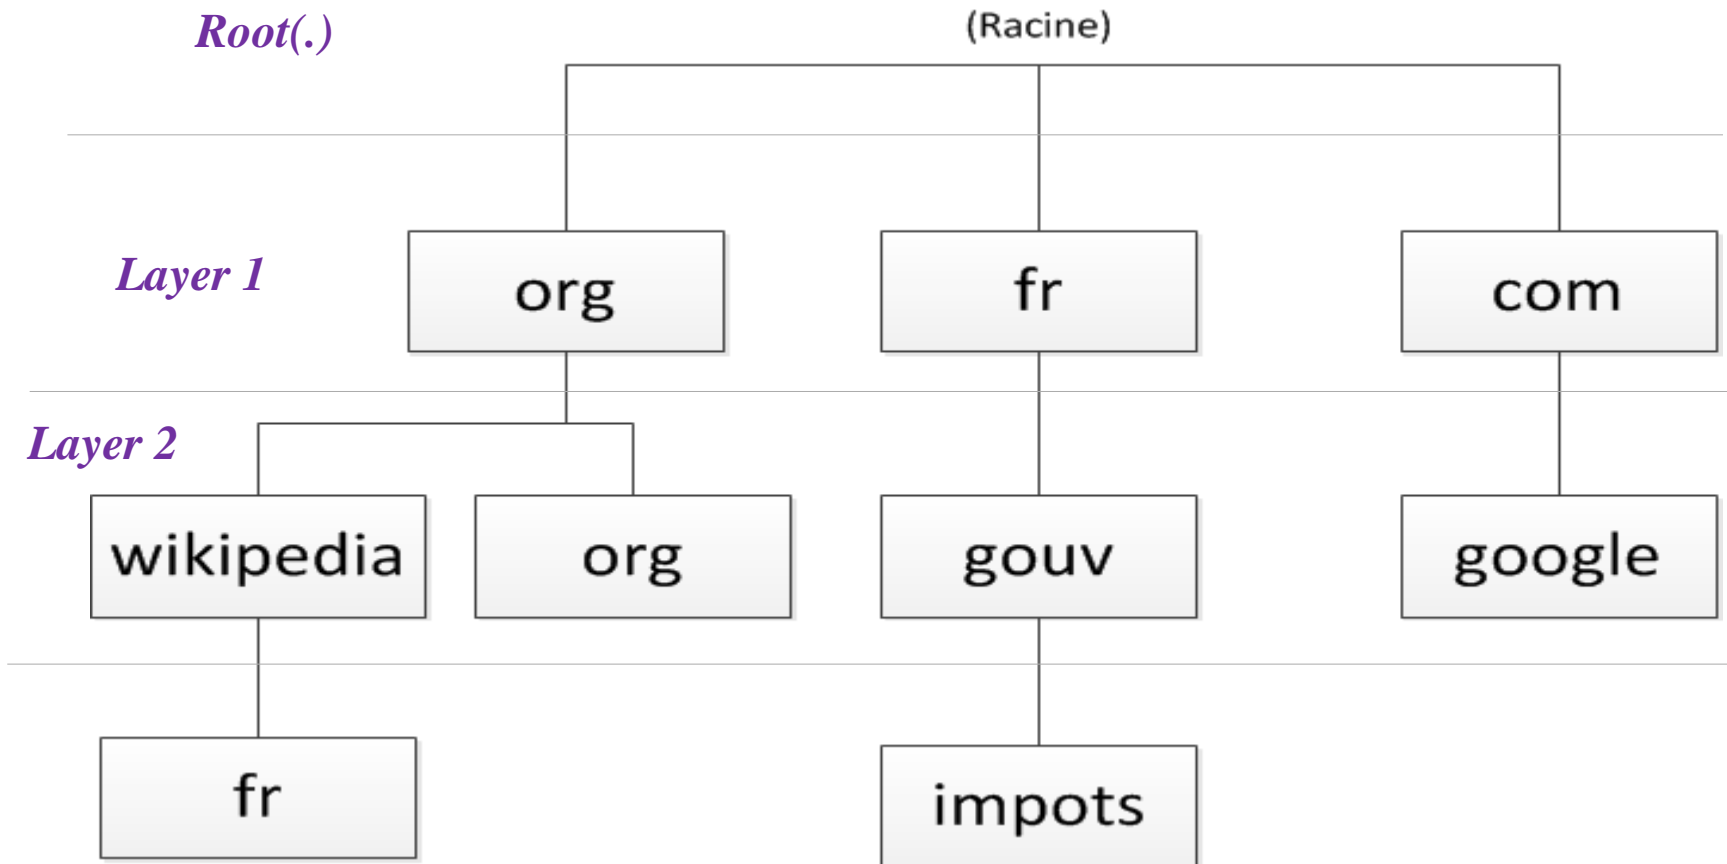 Root(.)
(Racine)
Layer 1
org
fr
com
Layer 2
wikipedia
org
gouv
google
fr
impots